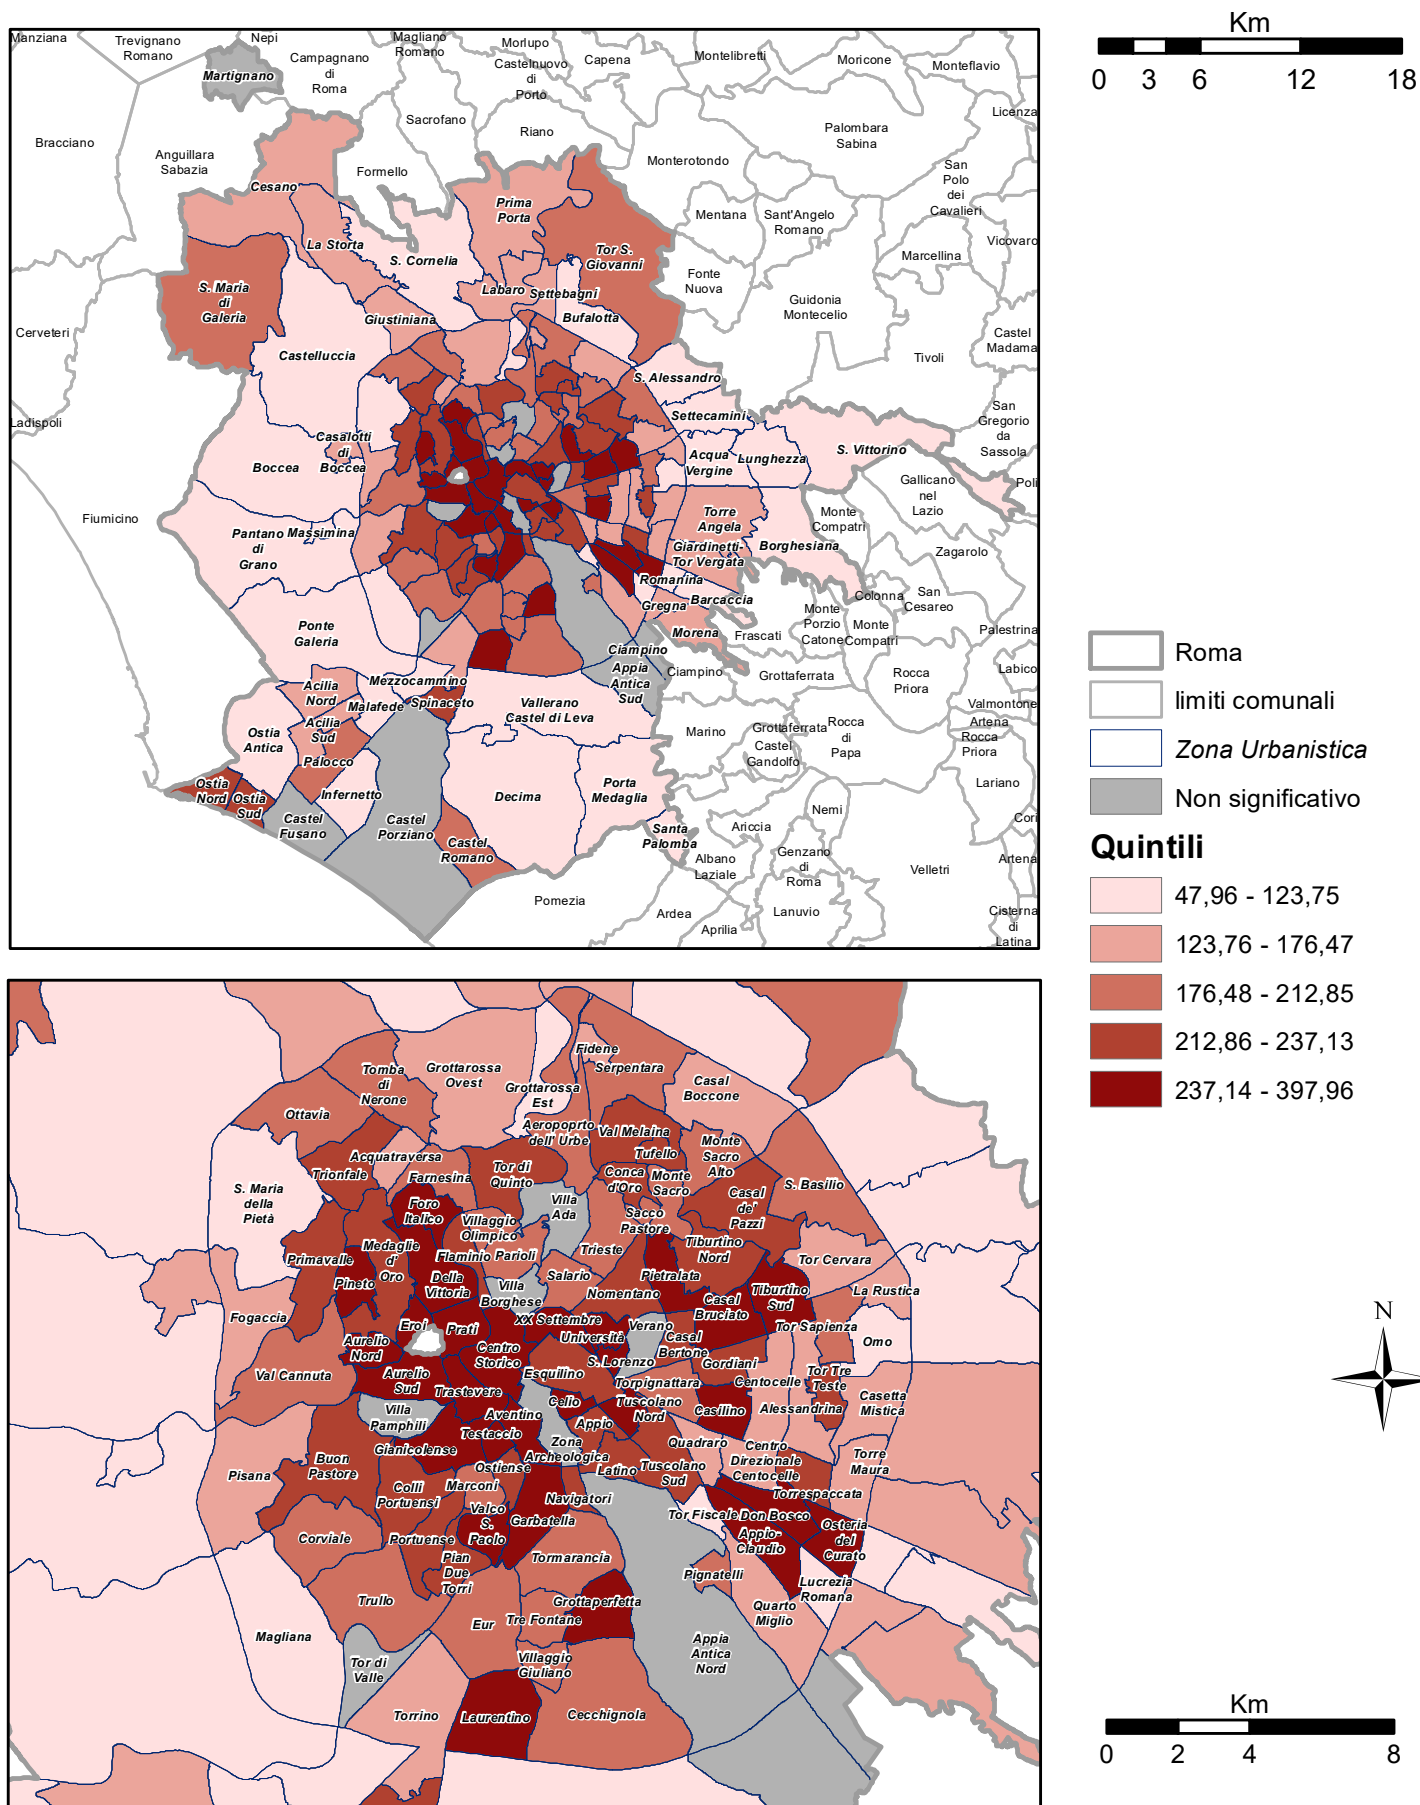 Manziana
Trevignano
Romano
Nepi
Magliano
Romano
Morlupo
Castelnuovo
di
Porto
Capena
Montelibretti
Moricone
Monteflavio
Martignano
Campagnano
di
Roma
Licenza
Bracciano
Anguillara
Sabazia
Sacrofano
Riano
Palombara
Sabina
Formello
Monterotondo
San
Polo
dei
Cavalieri
Cesano
Prima
Porta
Mentana
Sant'Angelo
Romano
Vicovaro
La Storta
S. Cornelia
Tor S.
Giovanni
Marcellina
S. Maria
di
Galeria
Labaro
Settebagni
Fonte
Nuova
Guidonia
Montecelio
Cerveteri
Giustiniana
Bufalotta
Castel
Madama
Castelluccia
Tivoli
S. Alessandro
Ladispoli
Settecamini
San
Gregorio
da
Sassola
Casalotti
di
Boccea
Boccea
Acqua
Vergine
Lunghezza
S. Vittorino
Gallicano
nel
Lazio
Poli
Fiumicino
Pantano
di
Grano
Massimina
Torre
Angela
Monte
Compatri
Giardinetti-
Tor Vergata
Borghesiana
Zagarolo
Romanina
Colonna
San
Cesareo
Gregna
Barcaccia
Monte
Porzio
Catone
Monte
Compatri
Ponte
Galeria
Morena
Frascati
Palestrina
Ciampino
Ciampino
Grottaferrata
Rocca
Priora
Labico
Appia
Antica
Sud
Mezzocammino
Acilia
Nord
Malafede
Spinaceto
Vallerano
Castel di Leva
Valmontone
Ostia
Antica
Acilia
Sud
Marino
Grottaferrata
Rocca
di
Papa
Artena
Rocca
Priora
Palocco
Castel
Gandolfo
Ostia
Nord
Ostia
Sud
Infernetto
Decima
Porta
Medaglia
Lariano
Castel
Fusano
Castel
Porziano
Nemi
Cori
Castel
Romano
Santa
Palomba
Ariccia
Albano
Laziale
Genzano
di
Roma
Velletri
Artena
Pomezia
Ardea
Aprilia
Lanuvio
Cisterna
di
Latina
Km
0 3 6 12 18
Roma
limiti comunali
Zona Urbanistica
Non significativo
Quintili
47,96 - 123,75
123,76 - 176,47
176,48 - 212,85
212,86 - 237,13
237,14 - 397,96
Tomba
di
Nerone
Grottarossa
Ovest
Fidene
Serpentara
Grottarossa
Est
Casal
Boccone
Ottavia
Aeropoprto
dell' Urbe
Val Melaina
Tufello
Monte
Sacro
Alto
Acquatraversa
Trionfale
Farnesina
Tor di
Quinto
Conca
d'Oro
Monte
Sacro
S. Basilio
S. Maria
della
Pietà
Foro
Italico
Villa
Ada
Casal
de'
Pazzi
Villaggio
Olimpico
Sacco
Pastore
Primavalle
Medaglie
d'
Oro
Flaminio
Parioli
Trieste
Tiburtino
Nord
Tor Cervara
Pineto
Della
Vittoria
Villa
Borghese
Salario
Nomentano
Pietralata
Tiburtino
Sud
La Rustica
Casal
Bruciato
Fogaccia
Eroi
Prati
XX Settembre
Università
Verano
Tor Sapienza
Omo
Aurelio
Nord
Centro
Storico
Casal
Bertone
S. Lorenzo
Val Cannuta
Aurelio
Sud
Trastevere
Esquilino
Gordiani
Torpignattara
Centocelle
Tor Tre
Teste
Casetta
Mistica
Villa
Pamphili
Aventino
Celio
Tuscolano
Nord
Casilino
Alessandrina
Gianicolense
Testaccio
Appio
Zona
Archeologica
Quadraro
Centro
Direzionale
Centocelle
Torre
Maura
Pisana
Buon
Pastore
Ostiense
Latino
Tuscolano
Sud
Torrespaccata
Colli
Portuensi
Marconi
Navigatori
Valco
S.
Paolo
Garbatella
Tor Fiscale
Don Bosco
Osteria
del
Curato
Corviale
Portuense
Appio-
Claudio
Pian
Due
Torri
Tormarancia
Pignatelli
Lucrezia
Romana
Trullo
Grottaperfetta
Quarto
Miglio
Eur
Tre Fontane
Magliana
Appia
Antica
Nord
Tor di
Valle
Villaggio
Giuliano
Torrino
Laurentino
Cecchignola
N
Km
0 2 4 8